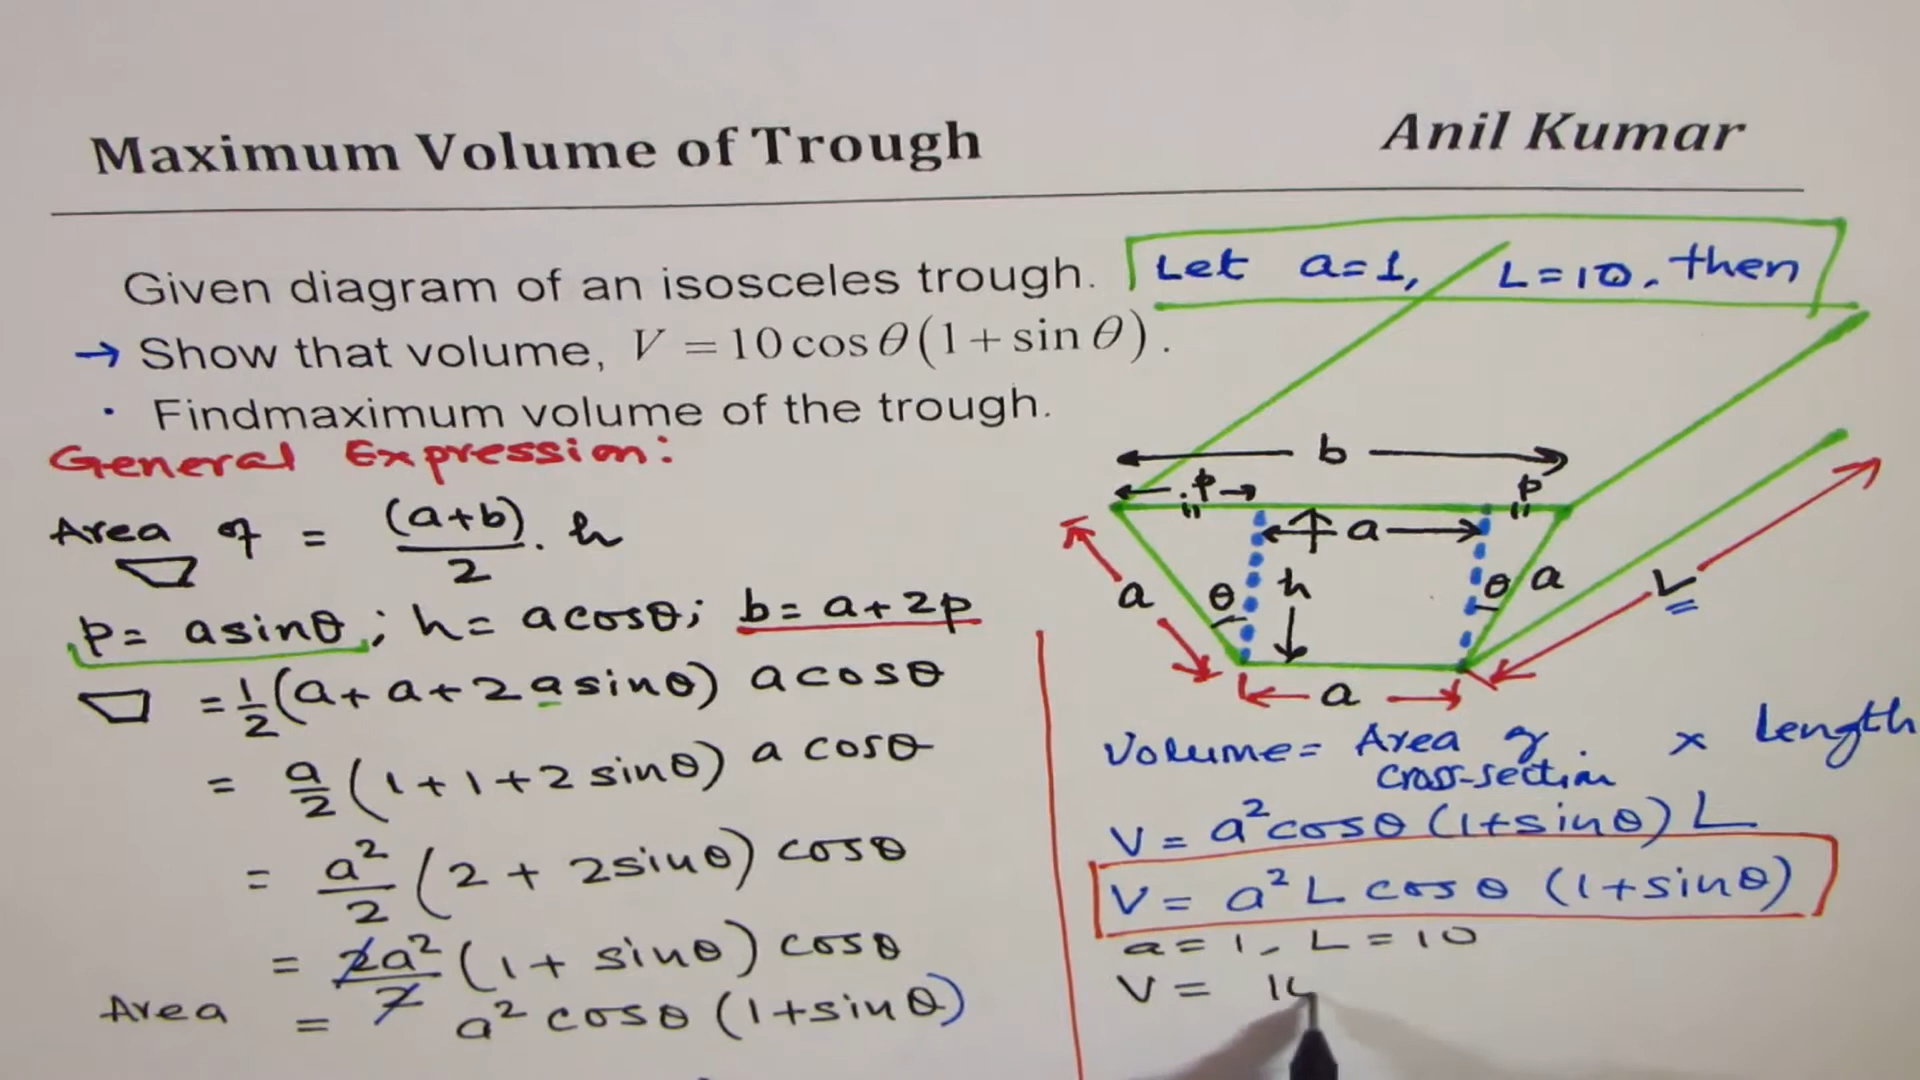 Maximum Volume of Trough
Anil Kumar
Given diagram of an isosceles trough.
Let a=1, L=10, then
→ Show that volume, V = 10 cos θ (1 + sin θ).
· Findmaximum volume of the trough.
General Expression:
Area of = (a+b)/2 . h
p = a sinθ ; h = a cosθ; b = a + 2p
= 1/2 (a + a + 2 a sinθ) a cosθ
= a/2 (1 + 1 + 2 sinθ) a cosθ
= a²/2 (2 + 2 sinθ) cosθ
= 2a²/2 (1 + sinθ) cosθ
Area = a² cosθ (1 + sinθ)
b
p
p
a
a
θ
h
θ
a
L
a
Volume = Area of cross-section × Length
V = a² cosθ (1+sinθ) L
V = a² L cosθ (1+sinθ)
a = 1, L = 10
V = 10